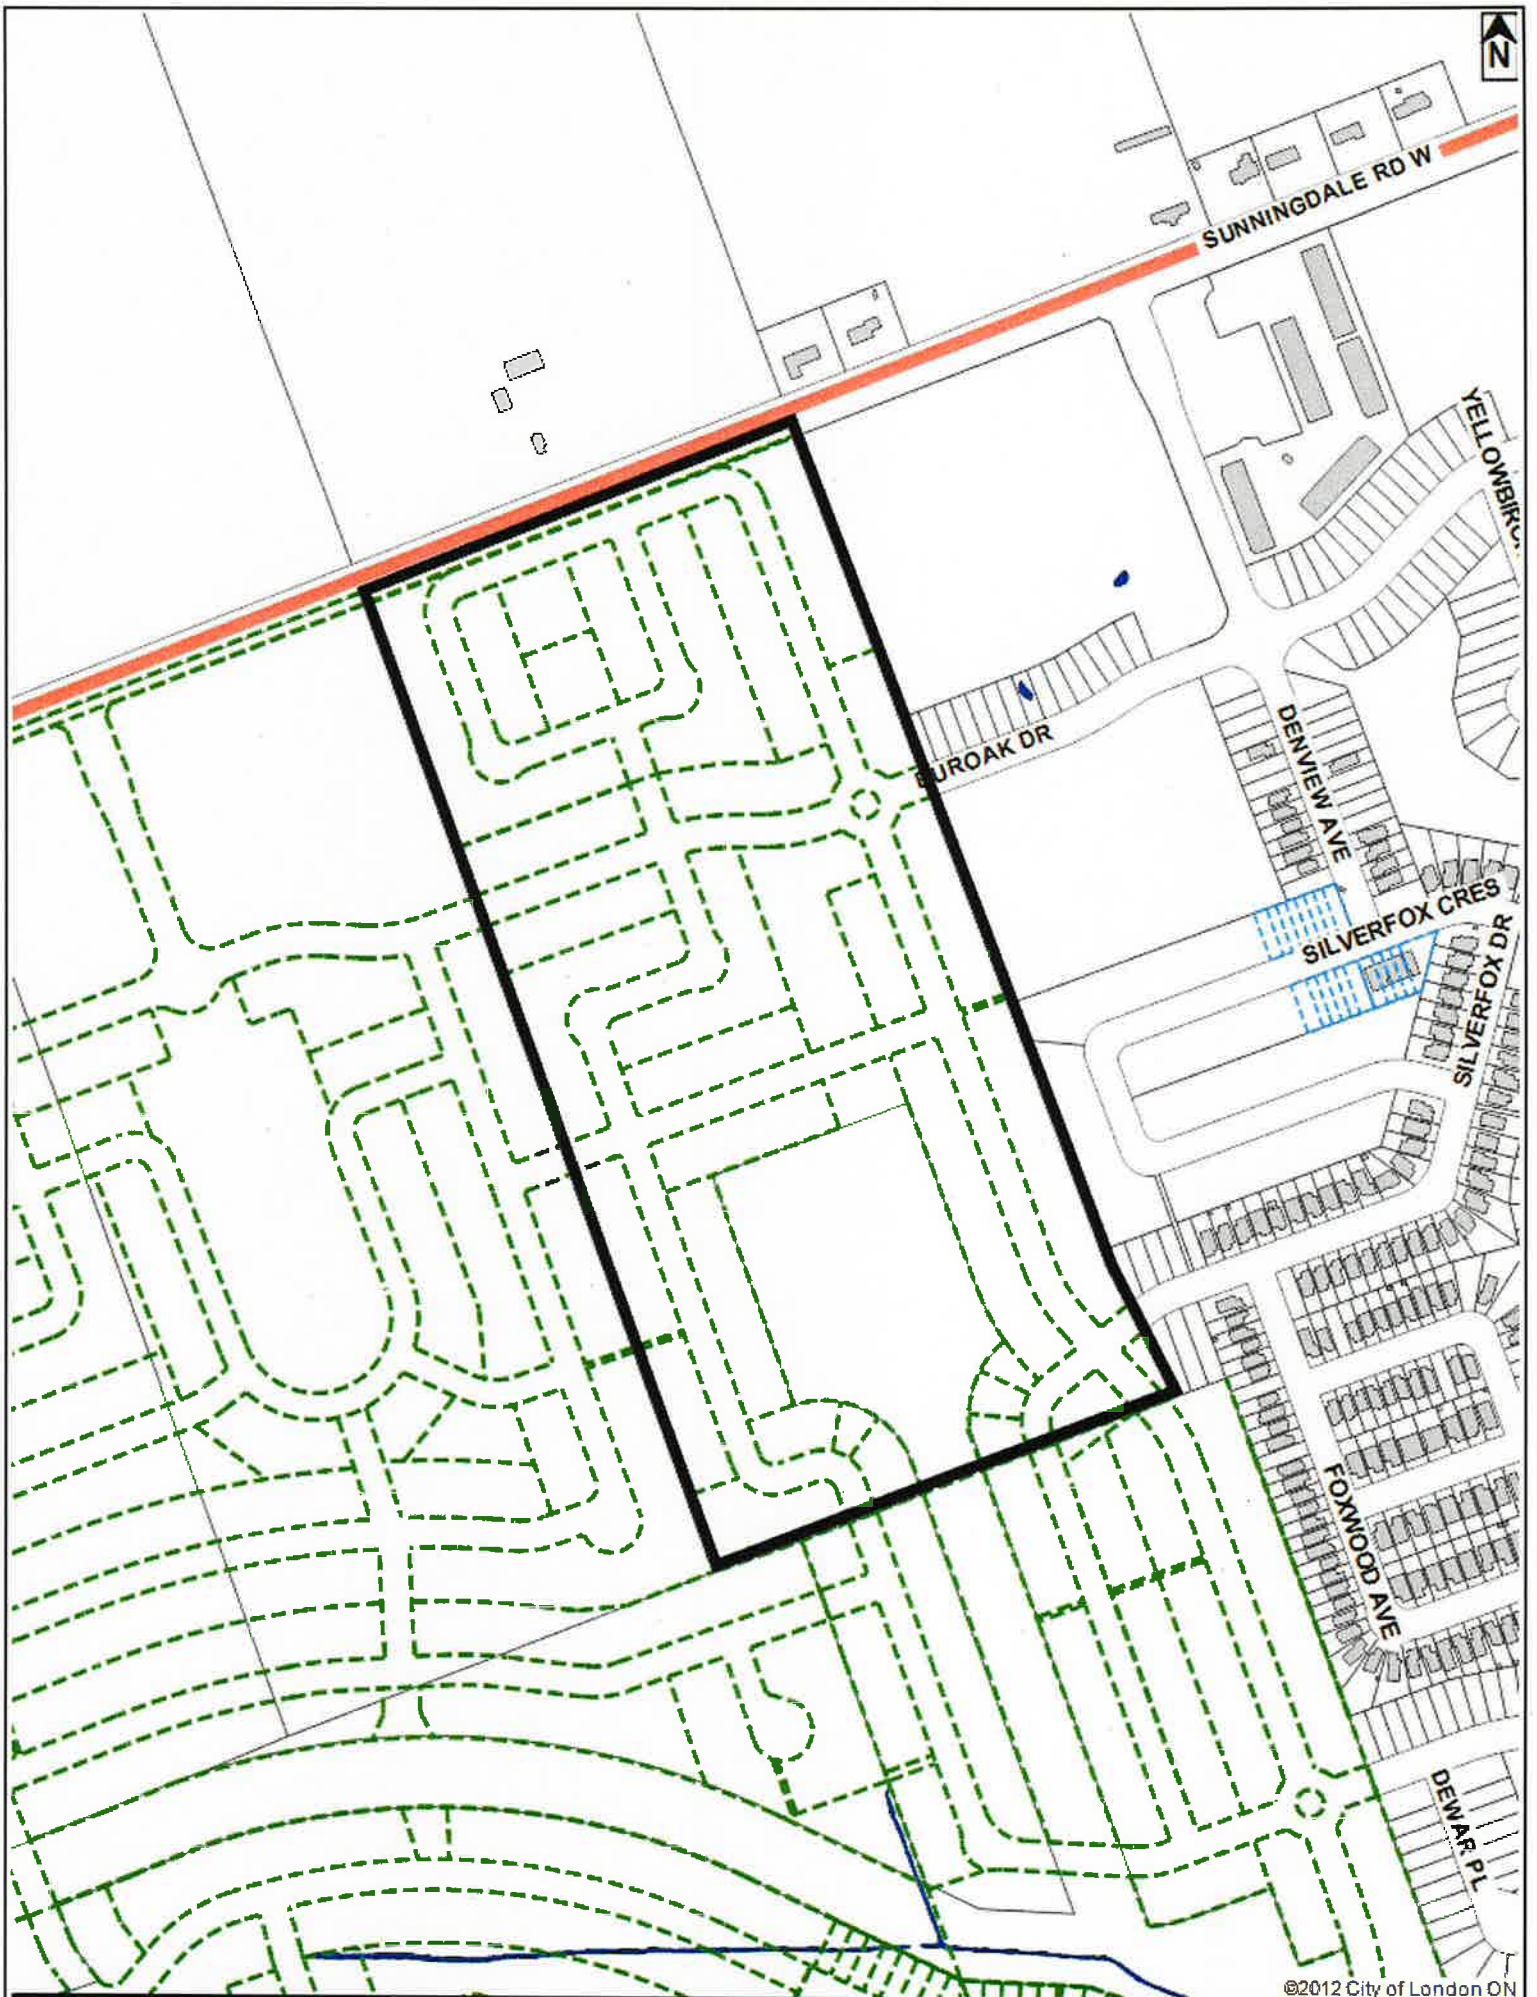 N
SUNNINGDALE RD W
UROAK DR
DENVIEW AVE
SILVERFOX CRES
SILVERFOX DR
FOXWOOD AVE
DEWAR PL
©2012 City of London ON